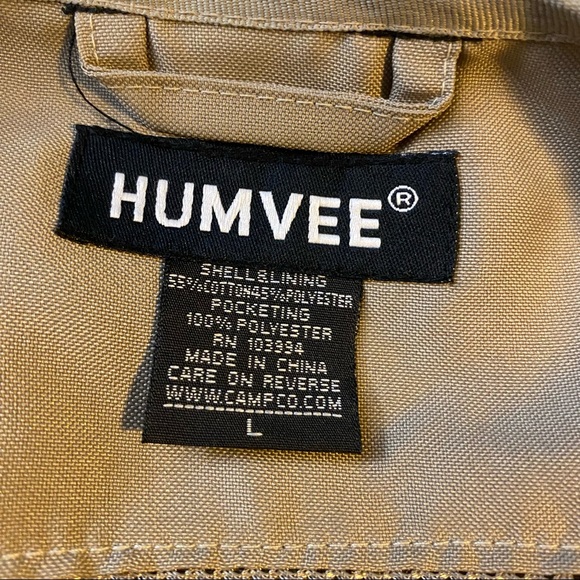 HUMVEE®
SHELL&LINING
55%COTTON45%POLYESTER
POCKETING
100% POLYESTER
RN 103994
MADE IN CHINA
CARE ON REVERSE
WWW.CAMPCO.COM
L